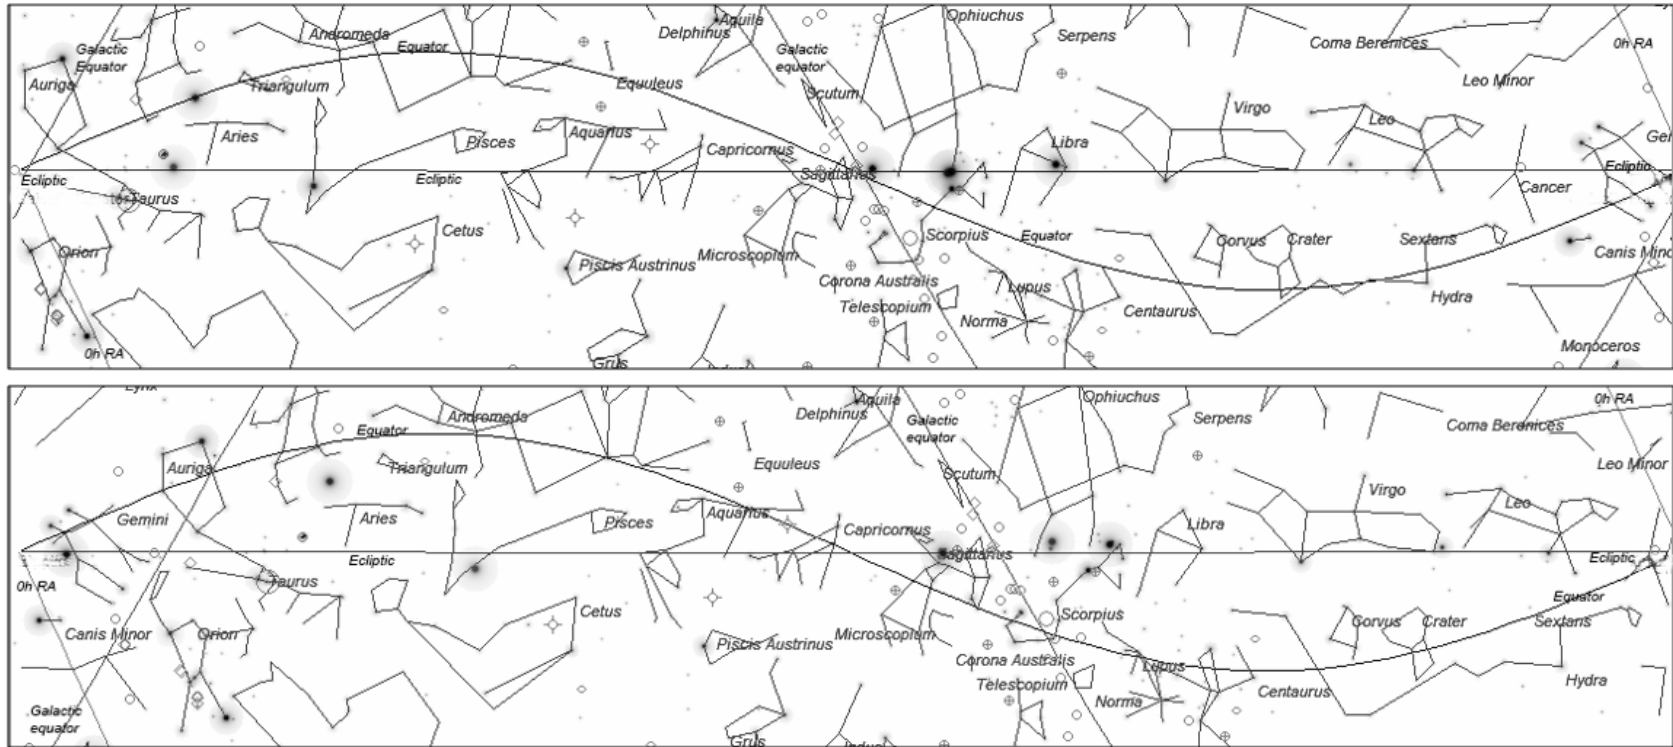 Aquila
Ophiuchus
Andromeda
Delphinus
Serpens
Coma Berenices
0h RA
Galactic
Equator
Equator
Galactic
equator
Auriga
Triangulum
Equuleus
Scutum
Leo Minor
Virgo
Aries
Pisces
Aquarius
Capricornus
Libra
Leo
Ecliptic
Ecliptic
Sagittarius
Ecliptic
Cancer
Taurus
Orion
Cetus
Scorpius
Equator
Corvus
Crater
Sextans
Piscis Austrinus
Microscopium
Corona Australis
Lupus
Hydra
Telescopium
Norma
Centaurus
0h RA
Grus
Monoceros
Lynx
Aquila
Ophiuchus
0h RA
Andromeda
Delphinus
Serpens
Equator
Galactic
equator
Coma Berenices
Auriga
Triangulum
Equuleus
Scutum
Leo Minor
Gemini
Aries
Pisces
Aquarius
Capricornus
Libra
Virgo
Leo
Ecliptic
Sagittarius
Ecliptic
0h RA
Taurus
Equator
Canis Minor
Orion
Cetus
Scorpius
Corvus
Crater
Sextans
Piscis Austrinus
Microscopium
Corona Australis
Lupus
Telescopium
Norma
Centaurus
Hydra
Galactic
equator
Grus
Indus